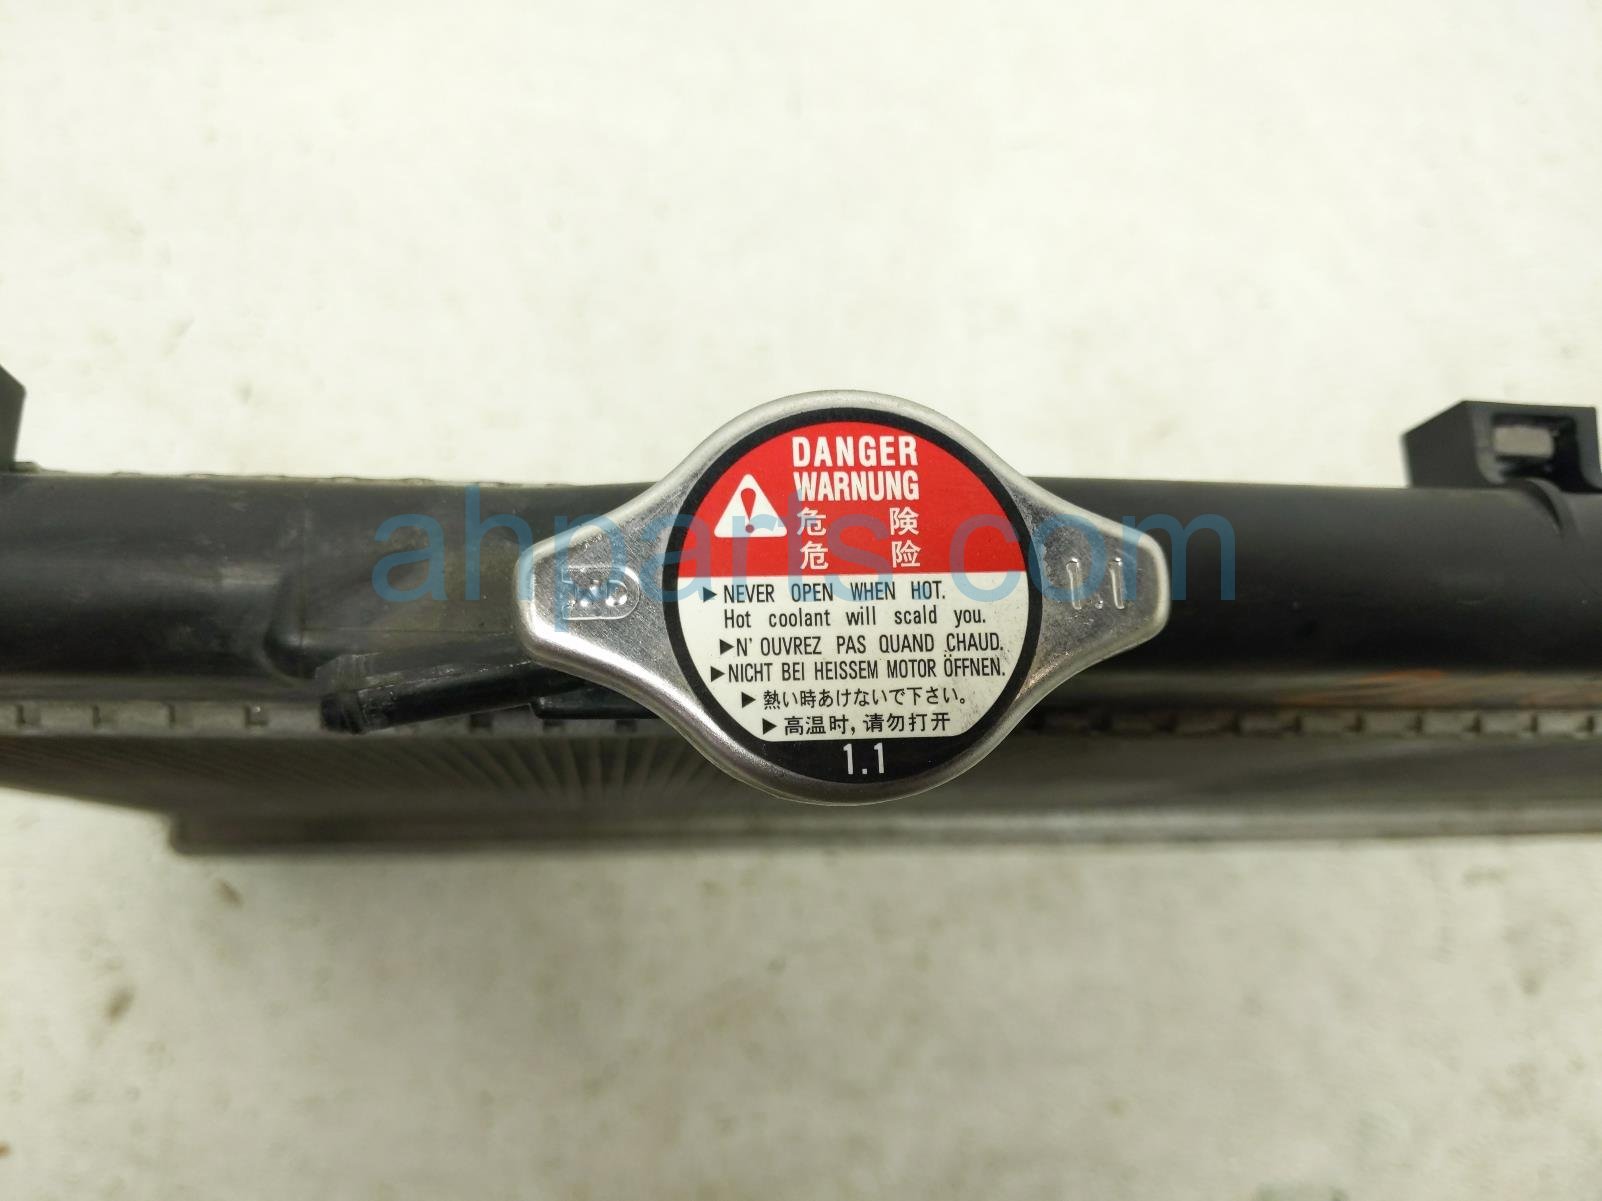 DANGER
WARNUNG
危 険
危 险
▶ NEVER OPEN WHEN HOT.
Hot coolant will scald you.
▶ N' OUVREZ PAS QUAND CHAUD.
▶ NICHT BEI HEISSEM MOTOR ÖFFNEN.
▶ 熱い時あけないで下さい。
▶ 高温时, 请勿打开
1.1
1.1
ahparts.com